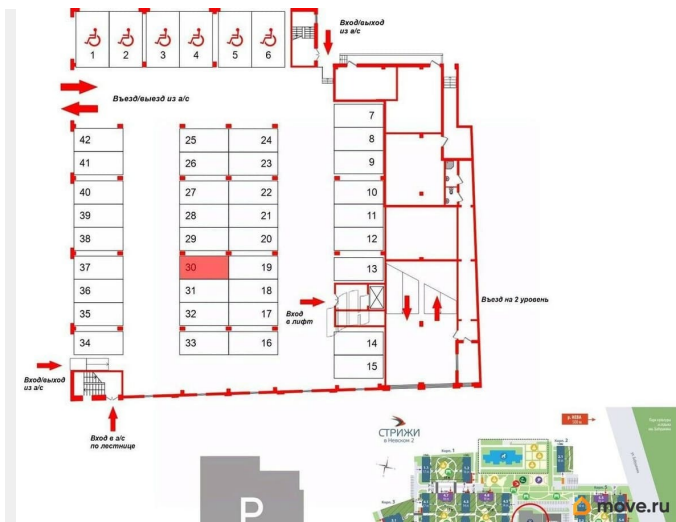 Вход/выход
из а/с
1 2 3 4 5 6
Въезд/выезд из а/с
7
42 25 24 8
41 26 23 9
40 27 22 10
39 28 21 11
38 29 20 12
37 30 19 13
36 31 18
Вход
в лифт
Въезд на 2 уровень
35 32 17
34 33 16 14
15
Вход/выход
из а/с
Вход в а/с
по лестнице
СТРИЖИ
в Невском 2
р. НЕВА
P
move.ru